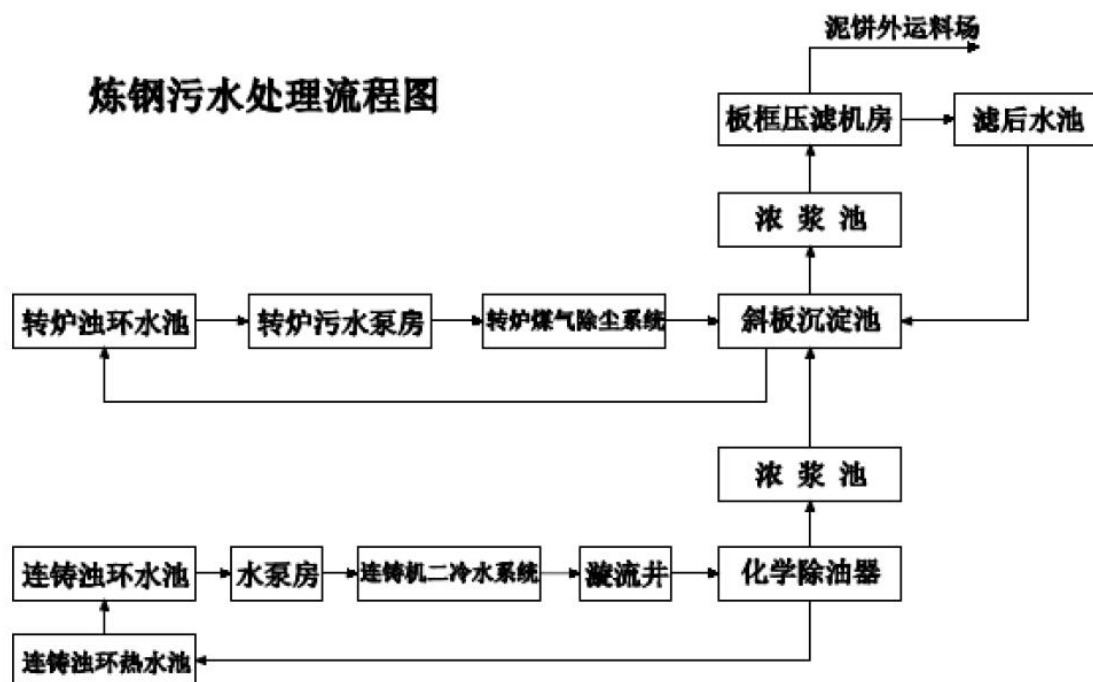 泥饼外运料场
炼钢污水处理流程图
板框压滤机房
滤后水池
浓 浆 池
转炉浊环水池
转炉污水泵房
转炉煤气除尘系统
斜板沉淀池
浓 浆 池
连铸浊环水池
水泵房
连铸机二冷水系统
漩流井
化学除油器
连铸浊环热水池